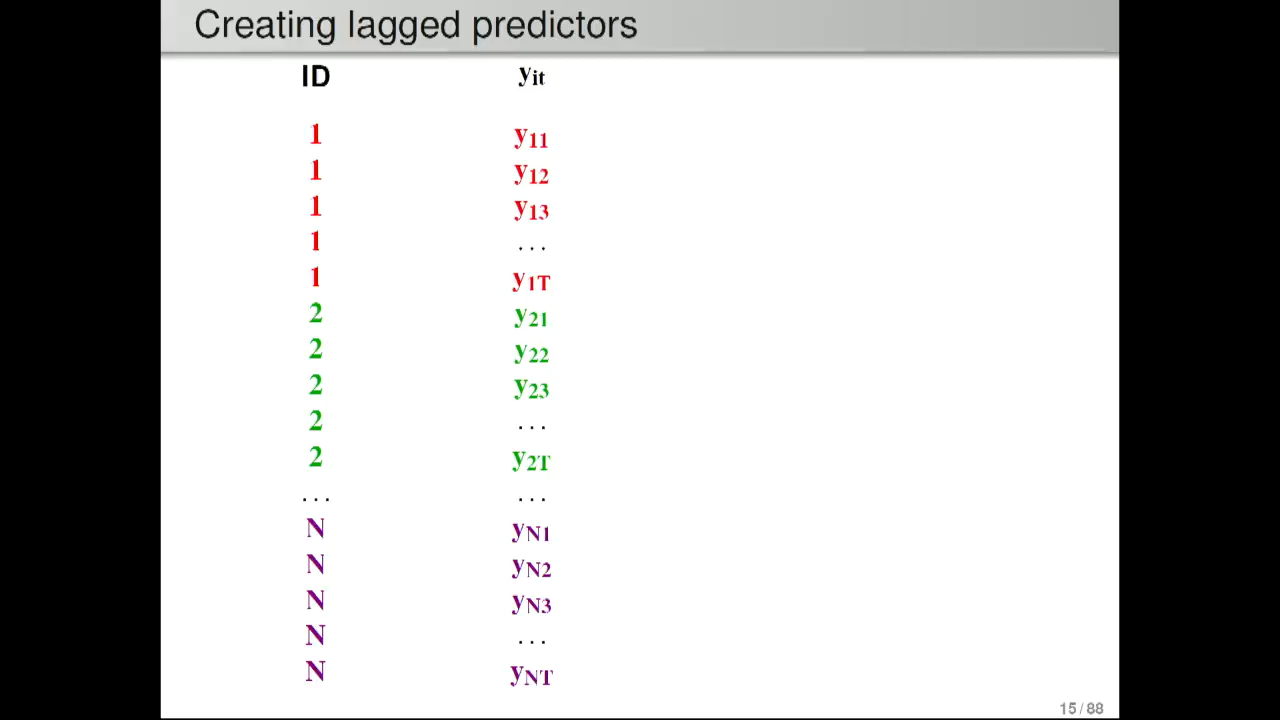 Creating lagged predictors
ID yit
1 y11
1 y12
1 y13
1 ...
1 y1T
2 y21
2 y22
2 y23
2 ...
2 y2T
... ...
N yN1
N yN2
N yN3
N ...
N yNT
15 / 88